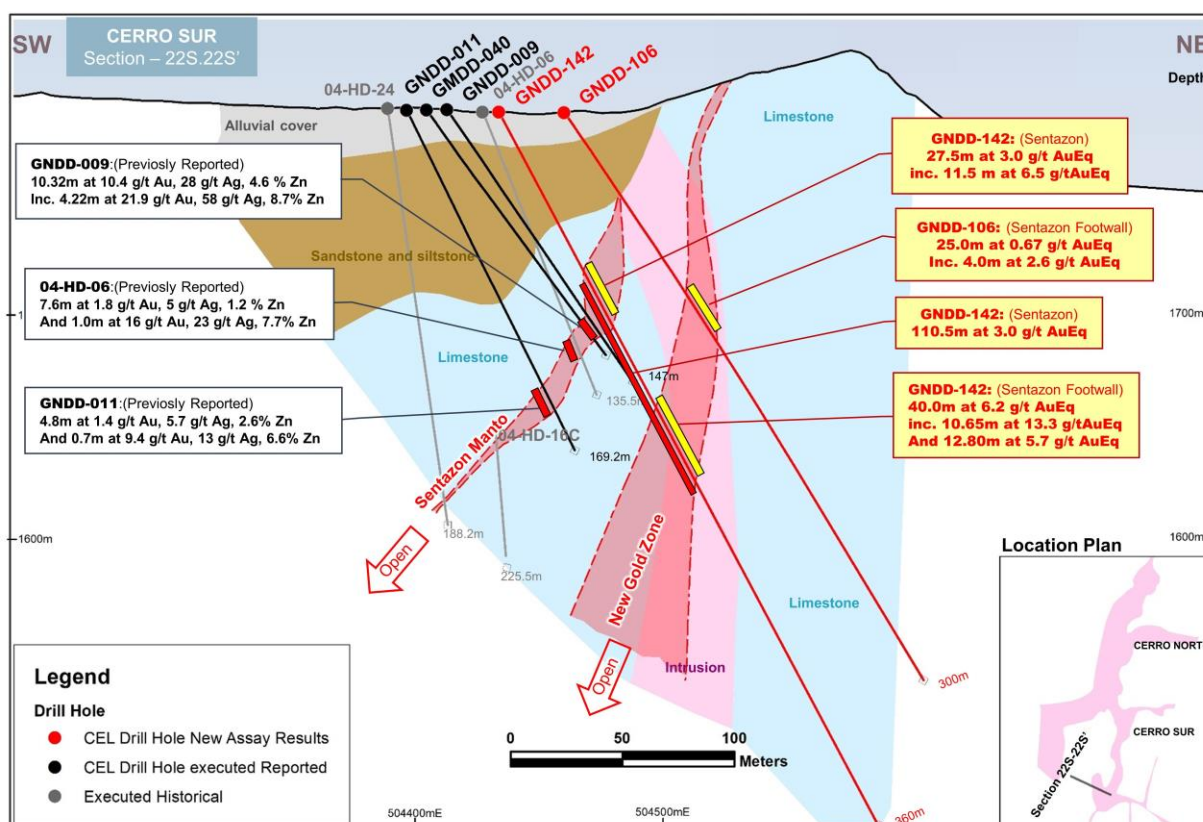 SW
CERRO SUR
Section – 22S.22S'
NE
Depth
04-HD-24
GNDD-011
GMDD-040
GNDD-009
04-HD-06
GNDD-142
GNDD-106
Alluvial cover
Limestone
GNDD-009:(Previosly Reported)
10.32m at 10.4 g/t Au, 28 g/t Ag, 4.6 % Zn
Inc. 4.22m at 21.9 g/t Au, 58 g/t Ag, 8.7% Zn
GNDD-142: (Sentazon)
27.5m at 3.0 g/t AuEq
inc. 11.5 m at 6.5 g/tAuEq
GNDD-106: (Sentazon Footwall)
25.0m at 0.67 g/t AuEq
Inc. 4.0m at 2.6 g/t AuEq
Sandstone and siltstone
04-HD-06:(Previosly Reported)
7.6m at 1.8 g/t Au, 5 g/t Ag, 1.2 % Zn
And 1.0m at 16 g/t Au, 23 g/t Ag, 7.7% Zn
1700m
GNDD-142: (Sentazon)
110.5m at 3.0 g/t AuEq
Limestone
147m
135.5m
GNDD-011:(Previosly Reported)
4.8m at 1.4 g/t Au, 5.7 g/t Ag, 2.6% Zn
And 0.7m at 9.4 g/t Au, 13 g/t Ag, 6.6% Zn
GNDD-142: (Sentazon Footwall)
40.0m at 6.2 g/t AuEq
inc. 10.65m at 13.3 g/tAuEq
And 12.80m at 5.7 g/t AuEq
04-HD-16C
169.2m
Sentazon Manto
188.2m
1600m
1600m
Open
225.5m
New Gold Zone
Limestone
Open
Intrusion
300m
Location Plan
CERRO NORT
CERRO SUR
Section 22S-22S'
Legend
Drill Hole
CEL Drill Hole New Assay Results
CEL Drill Hole executed Reported
Executed Historical
0 50 100
Meters
504400mE
504500mE
360m